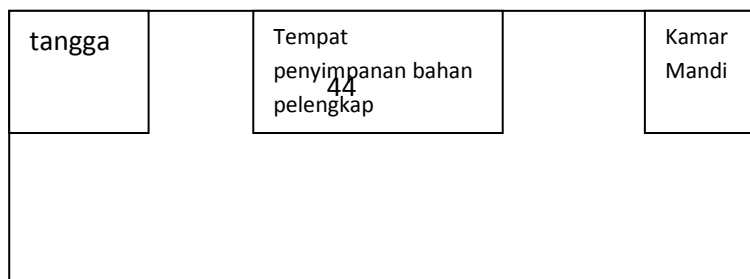 tangga
Tempat
penyimpanan bahan
pelengkap
44
Kamar
Mandi